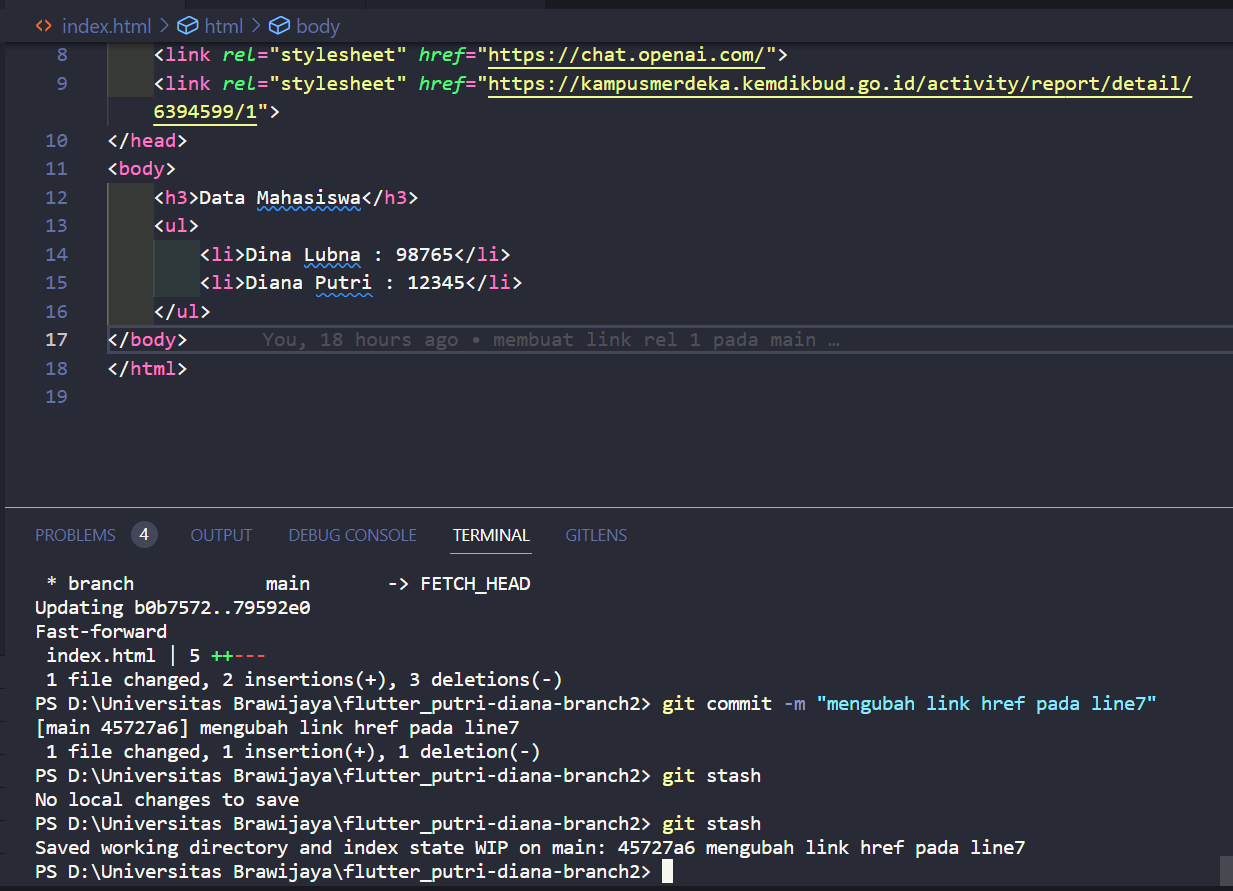 index.html > html > body
8 <link rel="stylesheet" href="https://chat.openai.com/">
9 <link rel="stylesheet" href="https://kampusmerdeka.kemdikbud.go.id/activity/report/detail/
6394599/1">
10 </head>
11 <body>
12 <h3>Data Mahasiswa</h3>
13 <ul>
14 <li>Dina Lubna : 98765</li>
15 <li>Diana Putri : 12345</li>
16 </ul>
17 </body> You, 18 hours ago • membuat link rel 1 pada main …
18 </html>
19
PROBLEMS 4 OUTPUT DEBUG CONSOLE TERMINAL GITLENS
* branch main -> FETCH_HEAD
Updating b0b7572..79592e0
Fast-forward
index.html | 5 ++---
1 file changed, 2 insertions(+), 3 deletions(-)
PS D:\Universitas Brawijaya\flutter_putri-diana-branch2> git commit -m "mengubah link href pada line7"
[main 45727a6] mengubah link href pada line7
1 file changed, 1 insertion(+), 1 deletion(-)
PS D:\Universitas Brawijaya\flutter_putri-diana-branch2> git stash
No local changes to save
PS D:\Universitas Brawijaya\flutter_putri-diana-branch2> git stash
Saved working directory and index state WIP on main: 45727a6 mengubah link href pada line7
PS D:\Universitas Brawijaya\flutter_putri-diana-branch2>